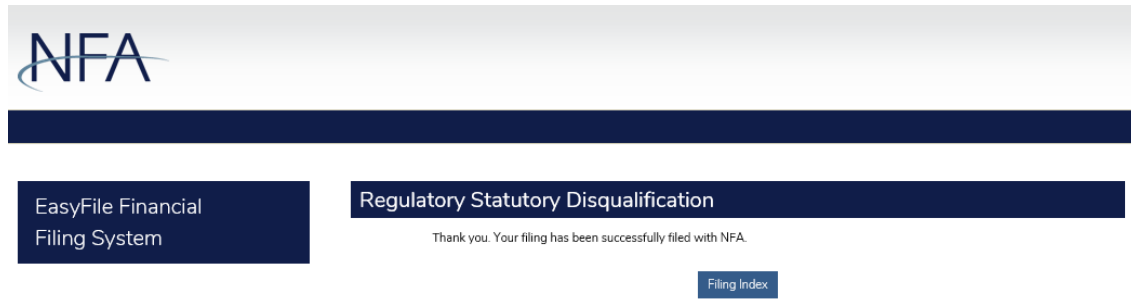 NFA
EasyFile Financial
Filing System
Regulatory Statutory Disqualification
Thank you. Your filing has been successfully filed with NFA.
Filing Index